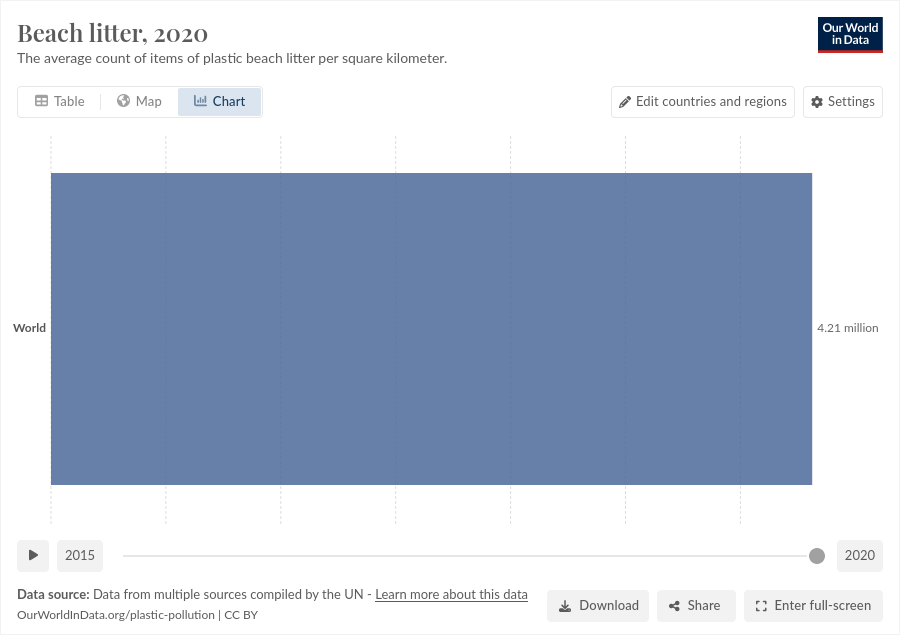 Beach litter, 2020
The average count of items of plastic beach litter per square kilometer.
Our World
in Data
Table
Map
Chart
Edit countries and regions
Settings
World
4.21 million
2015
2020
Data source: Data from multiple sources compiled by the UN - Learn more about this data
OurWorldInData.org/plastic-pollution | CC BY
Download
Share
Enter full-screen